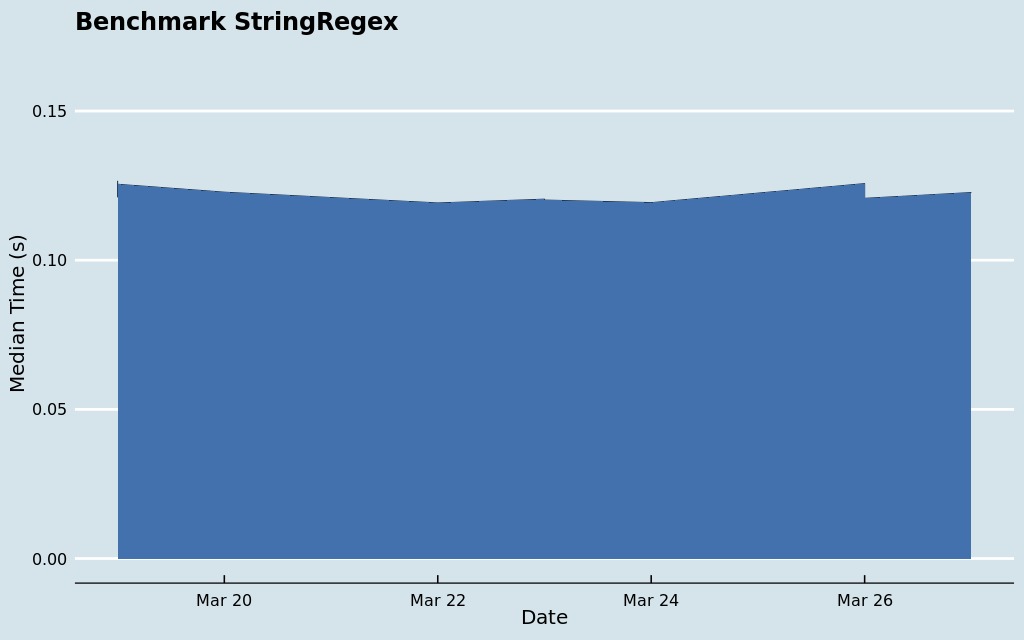 Benchmark StringRegex
0.15
0.10
0.05
0.00
Median Time (s)
Mar 20
Mar 22
Mar 24
Mar 26
Date